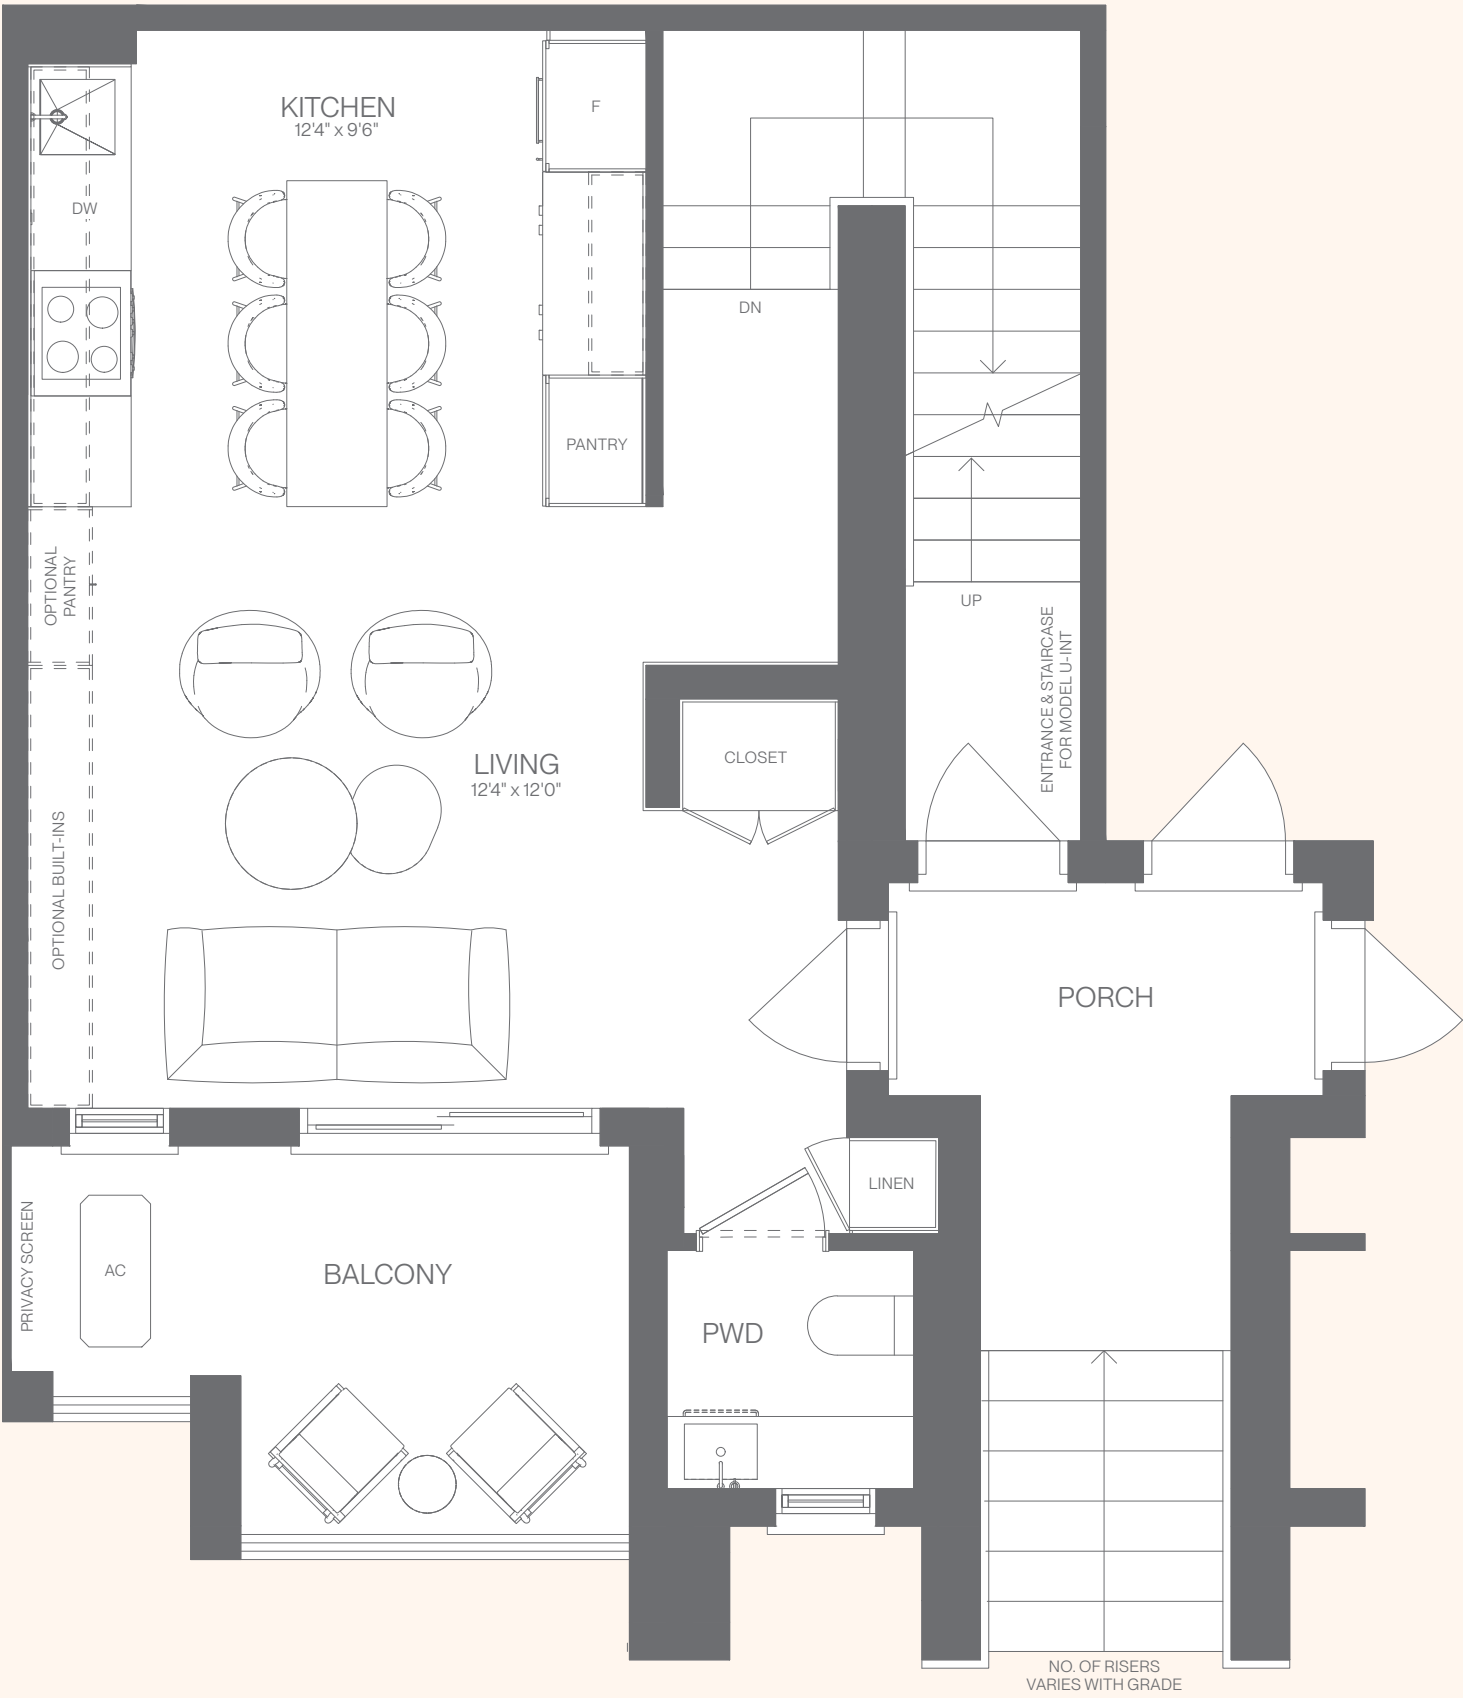 KITCHEN
12'4" x 9'6"
F
DW
DN
PANTRY
OPTIONAL
PANTRY
UP
ENTRANCE & STAIRCASE
FOR MODEL U-INT
LIVING
12'4" x 12'0"
CLOSET
OPTIONAL BUILT-INS
PORCH
LINEN
PRIVACY SCREEN
AC
BALCONY
PWD
NO. OF RISERS
VARIES WITH GRADE